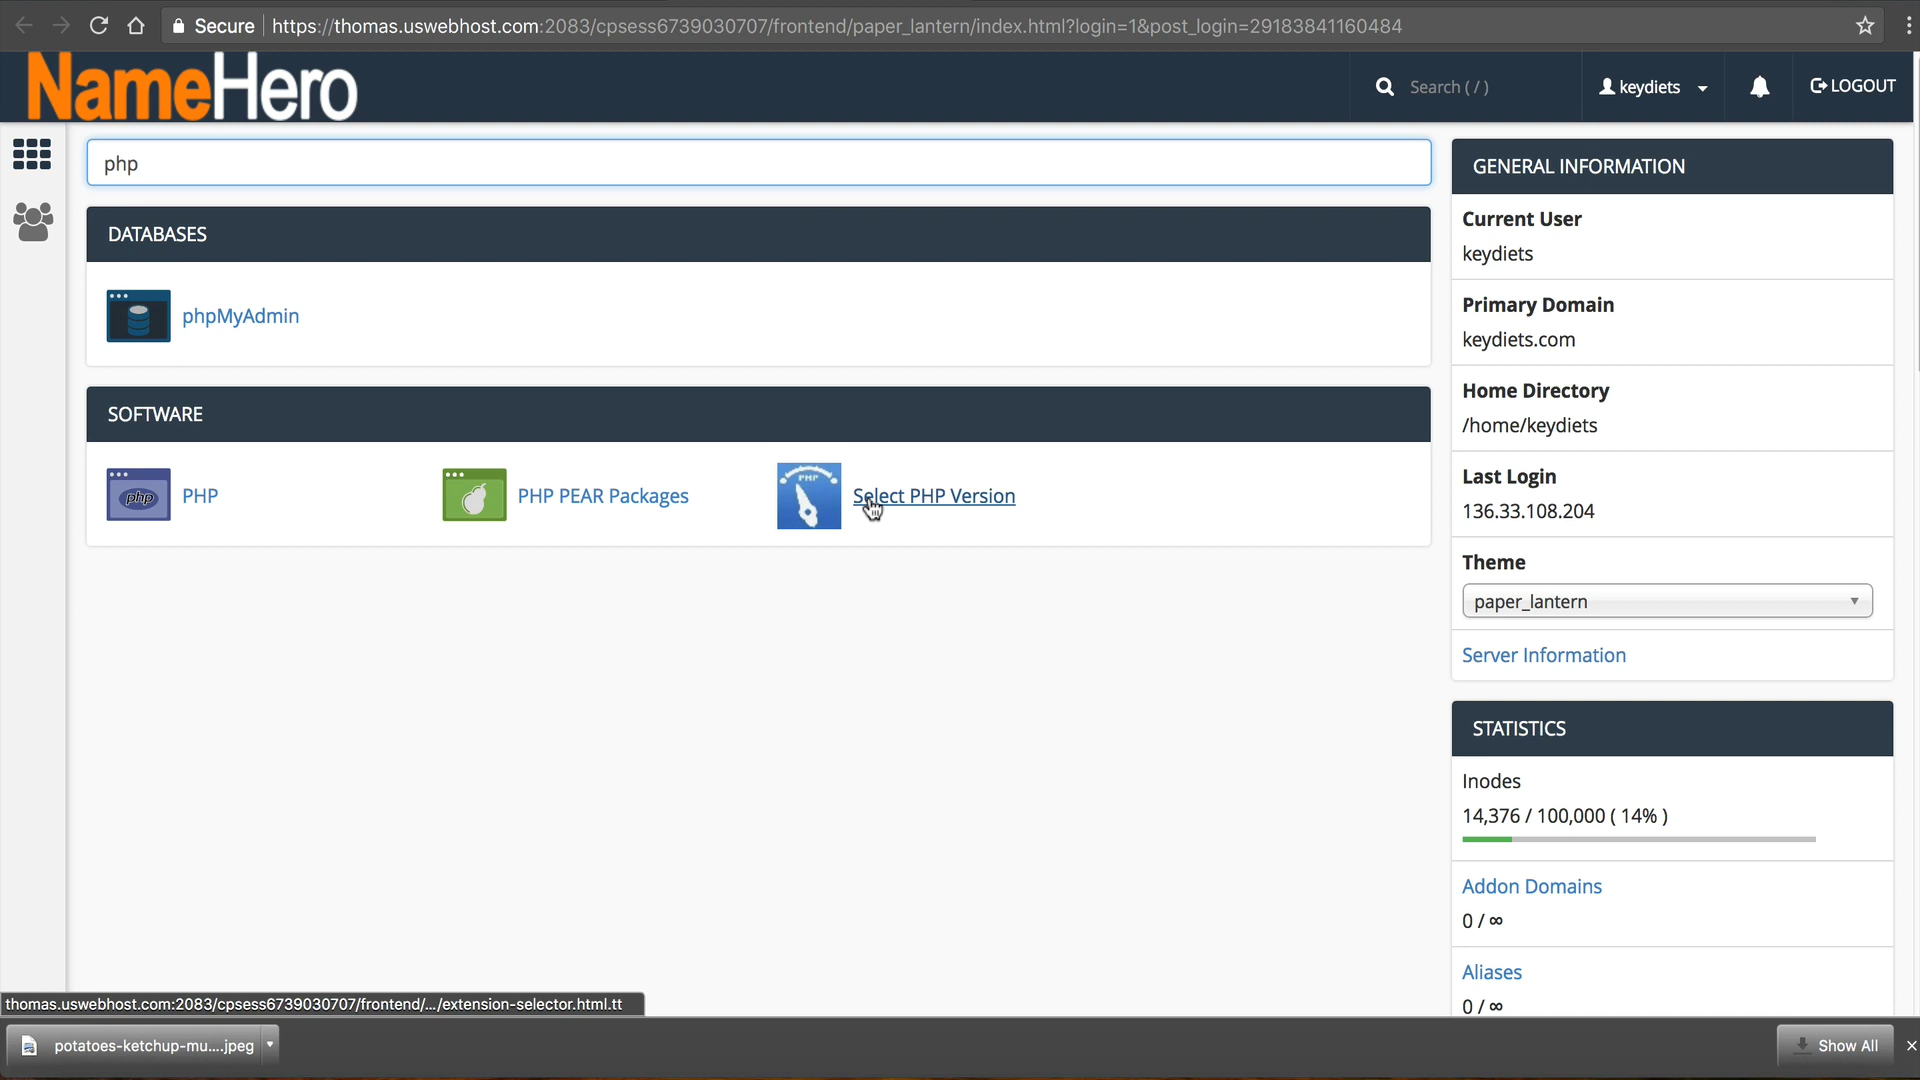 Secure
https://thomas.uswebhost.com:2083/cpsess6739030707/frontend/paper_lantern/index.html?login=1&post_login=29183841160484
NameHero
Search ( / )
keydiets
LOGOUT
php
DATABASES
phpMyAdmin
SOFTWARE
php
PHP
PHP PEAR Packages
PHP
Select PHP Version
GENERAL INFORMATION
Current User
keydiets
Primary Domain
keydiets.com
Home Directory
/home/keydiets
Last Login
136.33.108.204
Theme
paper_lantern
Server Information
STATISTICS
Inodes
14,376 / 100,000 ( 14% )
Addon Domains
0 / ∞
Aliases
0 / ∞
thomas.uswebhost.com:2083/cpsess6739030707/frontend/.../extension-selector.html.tt
potatoes-ketchup-mu....jpeg
Show All